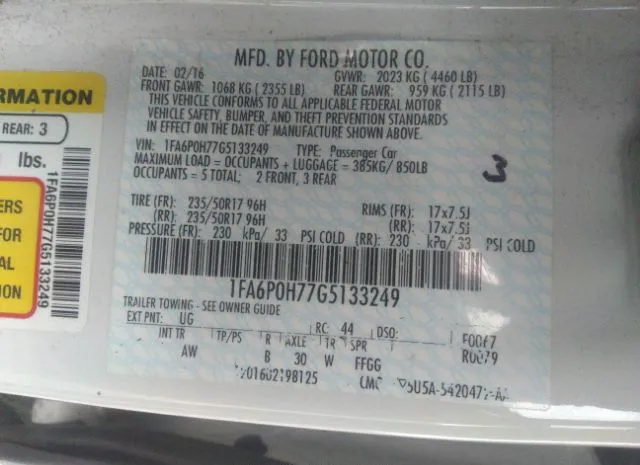 MFD. BY FORD MOTOR CO.
DATE: 02/16 GVWR: 2023 KG ( 4460 LB)
FRONT GAWR: 1068 KG ( 2355 LB) REAR GAWR: 959 KG ( 2115 LB)
THIS VEHICLE CONFORMS TO ALL APPLICABLE FEDERAL MOTOR
VEHICLE SAFETY, BUMPER, AND THEFT PREVENTION STANDARDS
IN EFFECT ON THE DATE OF MANUFACTURE SHOWN ABOVE.
VIN: 1FA6P0H77G5133249 TYPE: Passenger Car
MAXIMUM LOAD = OCCUPANTS + LUGGAGE = 385KG/ 850LB
OCCUPANTS = 5 TOTAL; 2 FRONT, 3 REAR
3
TIRE (FR): 235/50R17 96H RIMS (FR): 17x7.5J
(RR): 235/50R17 96H (RR): 17x7.5J
PRESSURE (FR): 230 kPa/ 33 PSI COLD (RR): 230 kPa/ 33 PSI COLD
1FA6P0H77G5133249
TRAILER TOWING - SEE OWNER GUIDE
EXT PNT: UG RC: 44 DSO: F0067
INT TR TP/PS R AXLE TR SPR R0079
AW B 30 W FFGG
ORMATION
REAR: 3
lbs.
1FA6P0H77G5133249
ERS
FOR
AL
ION